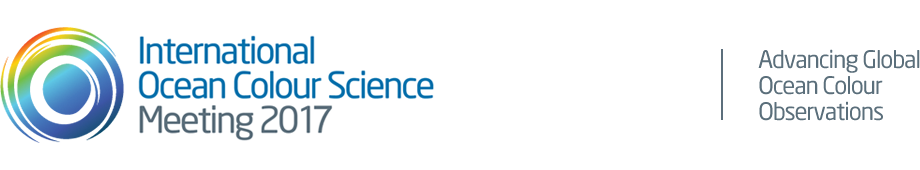 International
Ocean Colour Science
Meeting 2017
Advancing Global
Ocean Colour
Observations